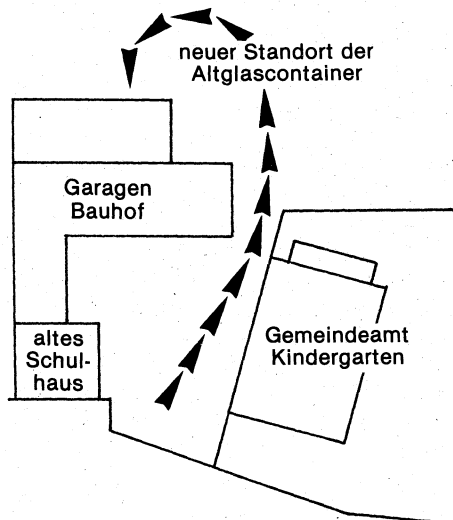 neuer Standort der
Altglascontainer
Garagen
Bauhof
altes
Schul-
haus
Gemeindeamt
Kindergarten